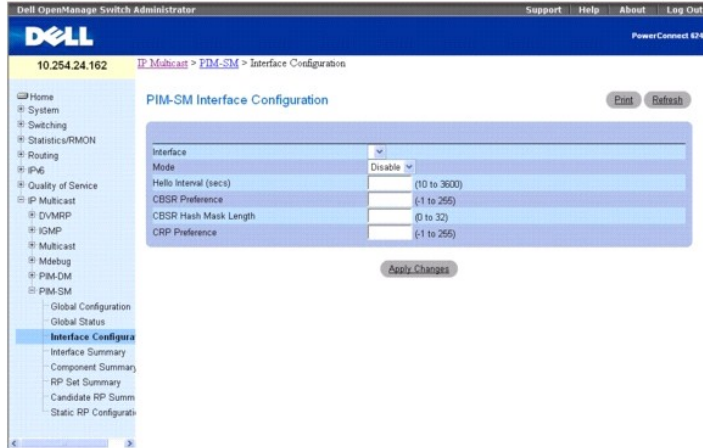 Dell OpenManage Switch Administrator
Support Help About Log Out
DELL
PowerConnect 624
10.254.24.162
IP Multicast > PIM-SM > Interface Configuration
Home
System
Switching
Statistics/RMON
Routing
IPv6
Quality of Service
IP Multicast
DVMRP
IGMP
Multicast
Mdebug
PIM-DM
PIM-SM
Global Configuration
Global Status
Interface Configura
Interface Summary
Component Summary
RP Set Summary
Candidate RP Summ
Static RP Configurati
PIM-SM Interface Configuration
Print Refresh
Interface
Mode Disable
Hello Interval (secs) (10 to 3600)
CBSR Preference (-1 to 255)
CBSR Hash Mask Length (0 to 32)
CRP Preference (-1 to 255)
Apply Changes